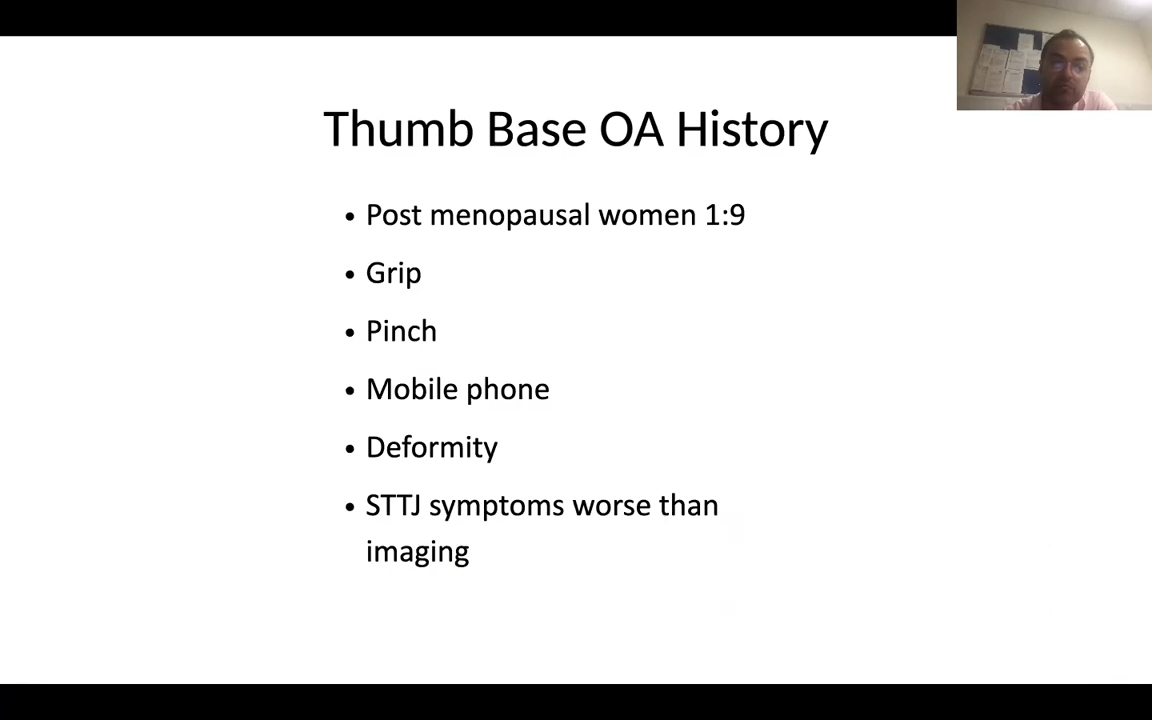 Thumb Base OA History
• Post menopausal women 1:9
• Grip
• Pinch
• Mobile phone
• Deformity
• STTJ symptoms worse than
imaging